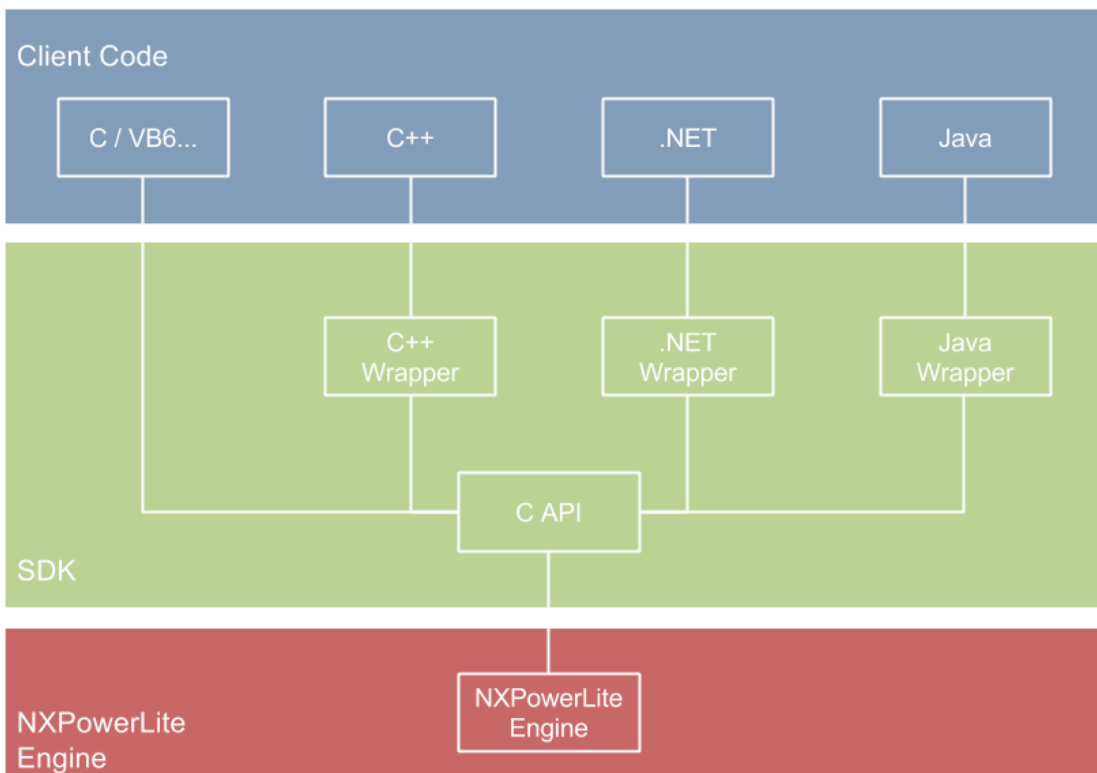 Client Code
C / VB6...
C++
.NET
Java
C++
Wrapper
.NET
Wrapper
Java
Wrapper
C API
SDK
NXPowerLite
Engine
NXPowerLite
Engine